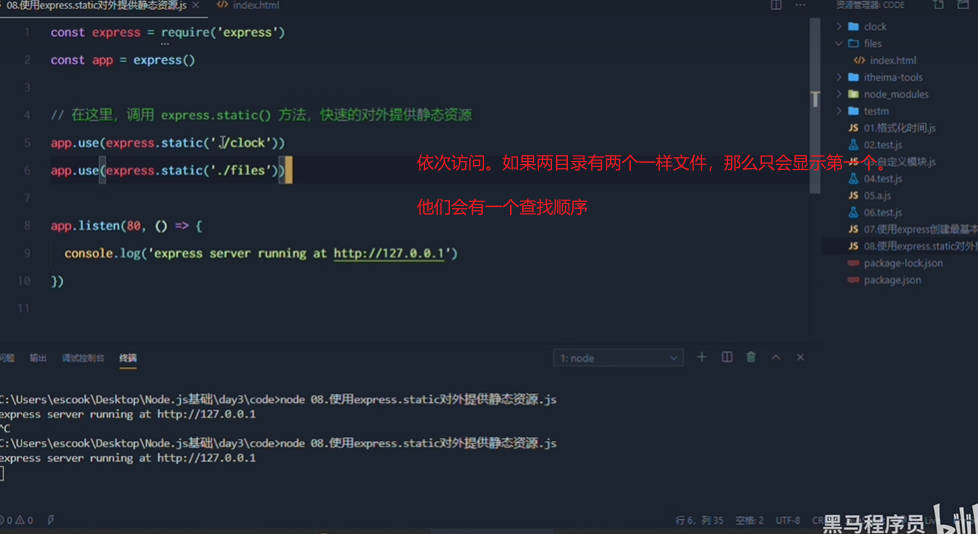 08.使用express.static对外提供静态资源.js
index.html
资源管理器: CODE
1 const express = require('express')
2 const app = express()
3
4 // 在这里，调用 express.static() 方法，快速的对外提供静态资源
5 app.use(express.static('./clock'))
6 app.use(express.static('./files'))
依次访问。如果两目录有两个一样文件，那么只会显示第一个。
7
他们会有一个查找顺序
8 app.listen(80, () => {
9 console.log('express server running at http://127.0.0.1')
10 })
11
clock
files
index.html
itheima-tools
node_modules
testm
01.格式化时间.js
02.test.js
自定义模块.js
04.test.js
05.a.js
06.test.js
07.使用express创建最基本
08.使用express.static对外
package-lock.json
package.json
问题 输出 调试控制台 终端
1: node
C:\Users\escook\Desktop\Node.js基础\day3\code>node 08.使用express.static对外提供静态资源.js
express server running at http://127.0.0.1
^C
C:\Users\escook\Desktop\Node.js基础\day3\code>node 08.使用express.static对外提供静态资源.js
express server running at http://127.0.0.1
0 0
行 6，列 35 空格: 2 UTF-8
黑马程序员 bili